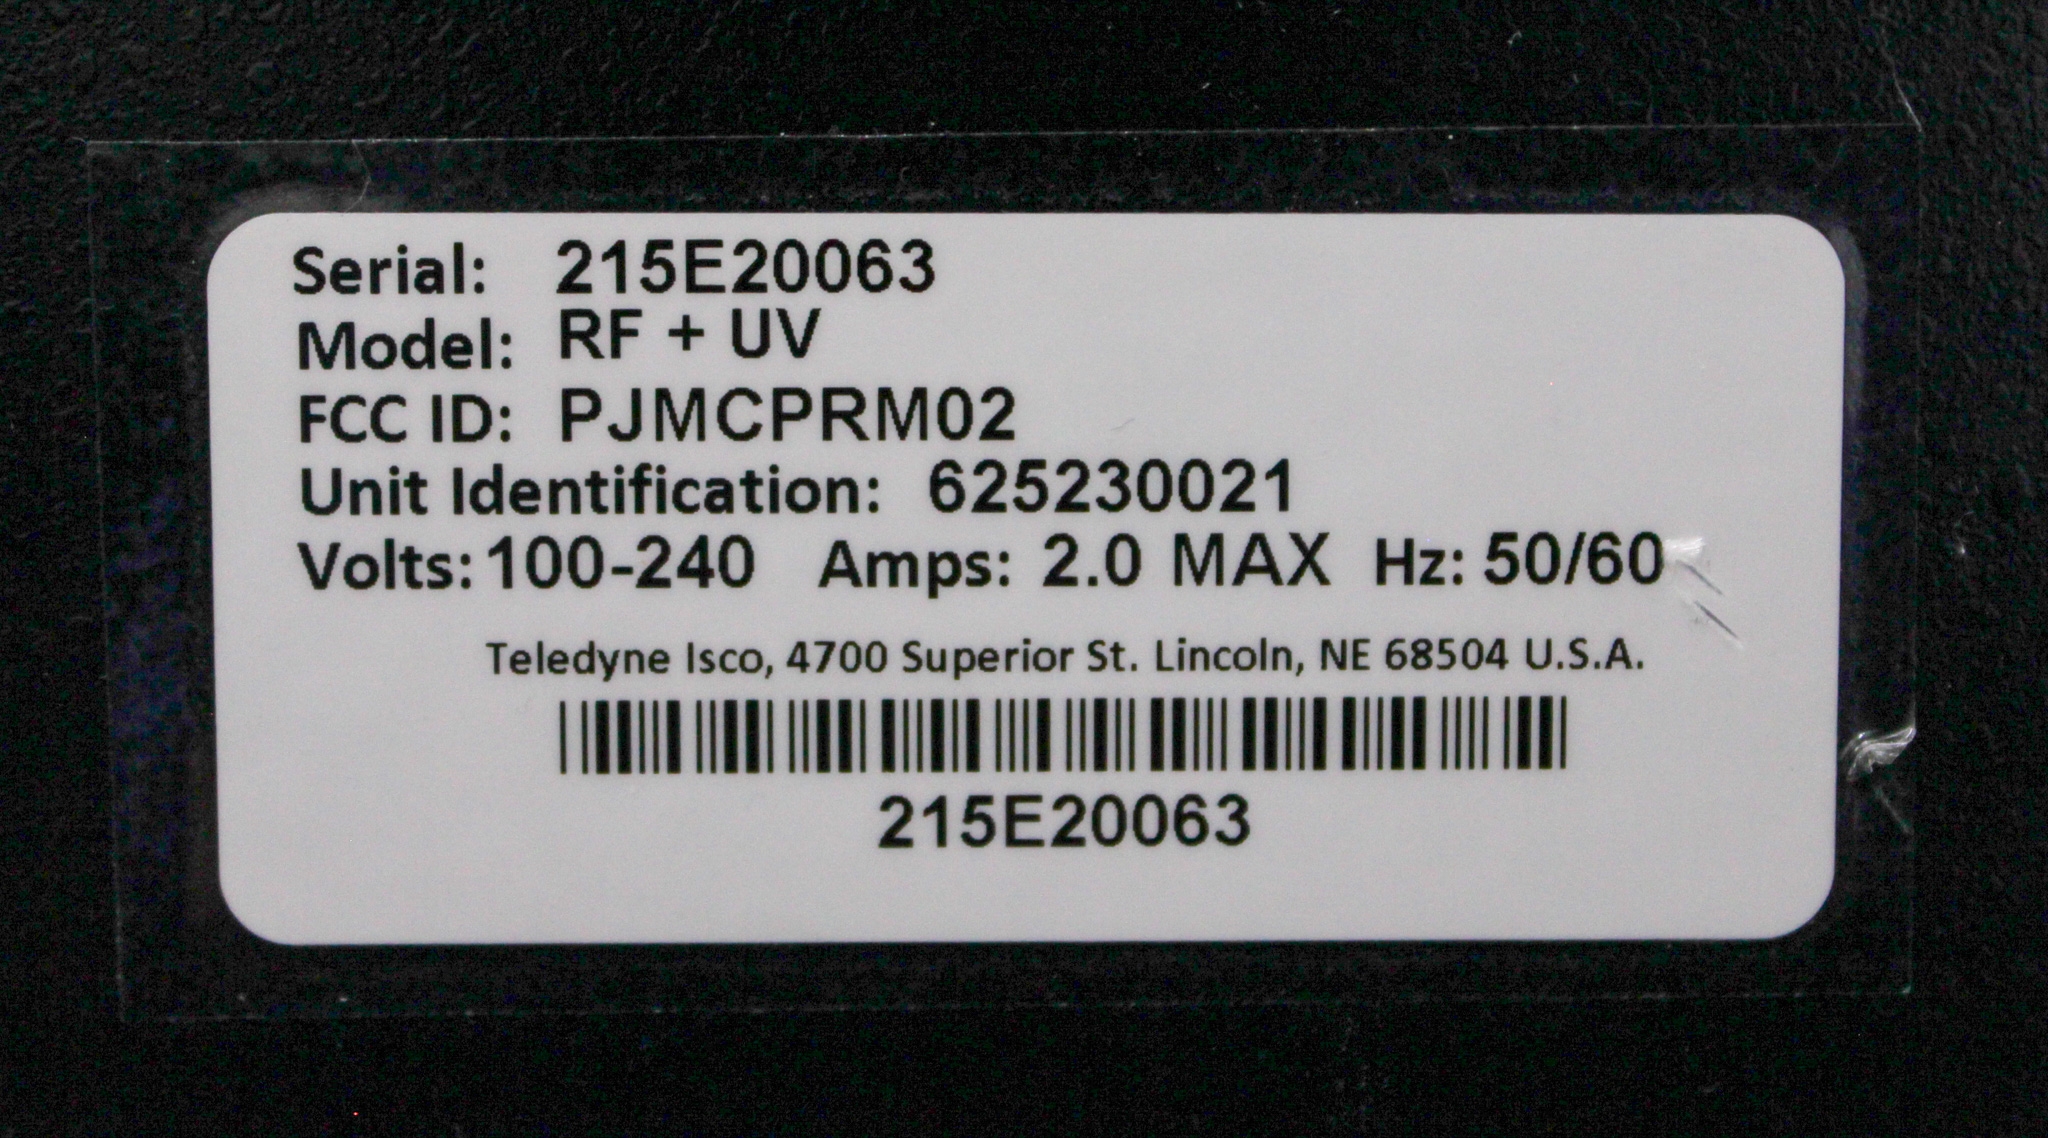 Serial: 215E20063
Model: RF + UV
FCC ID: PJMCPRM02
Unit Identification: 625230021
Volts: 100-240 Amps: 2.0 MAX Hz: 50/60
Teledyne Isco, 4700 Superior St. Lincoln, NE 68504 U.S.A.
215E20063